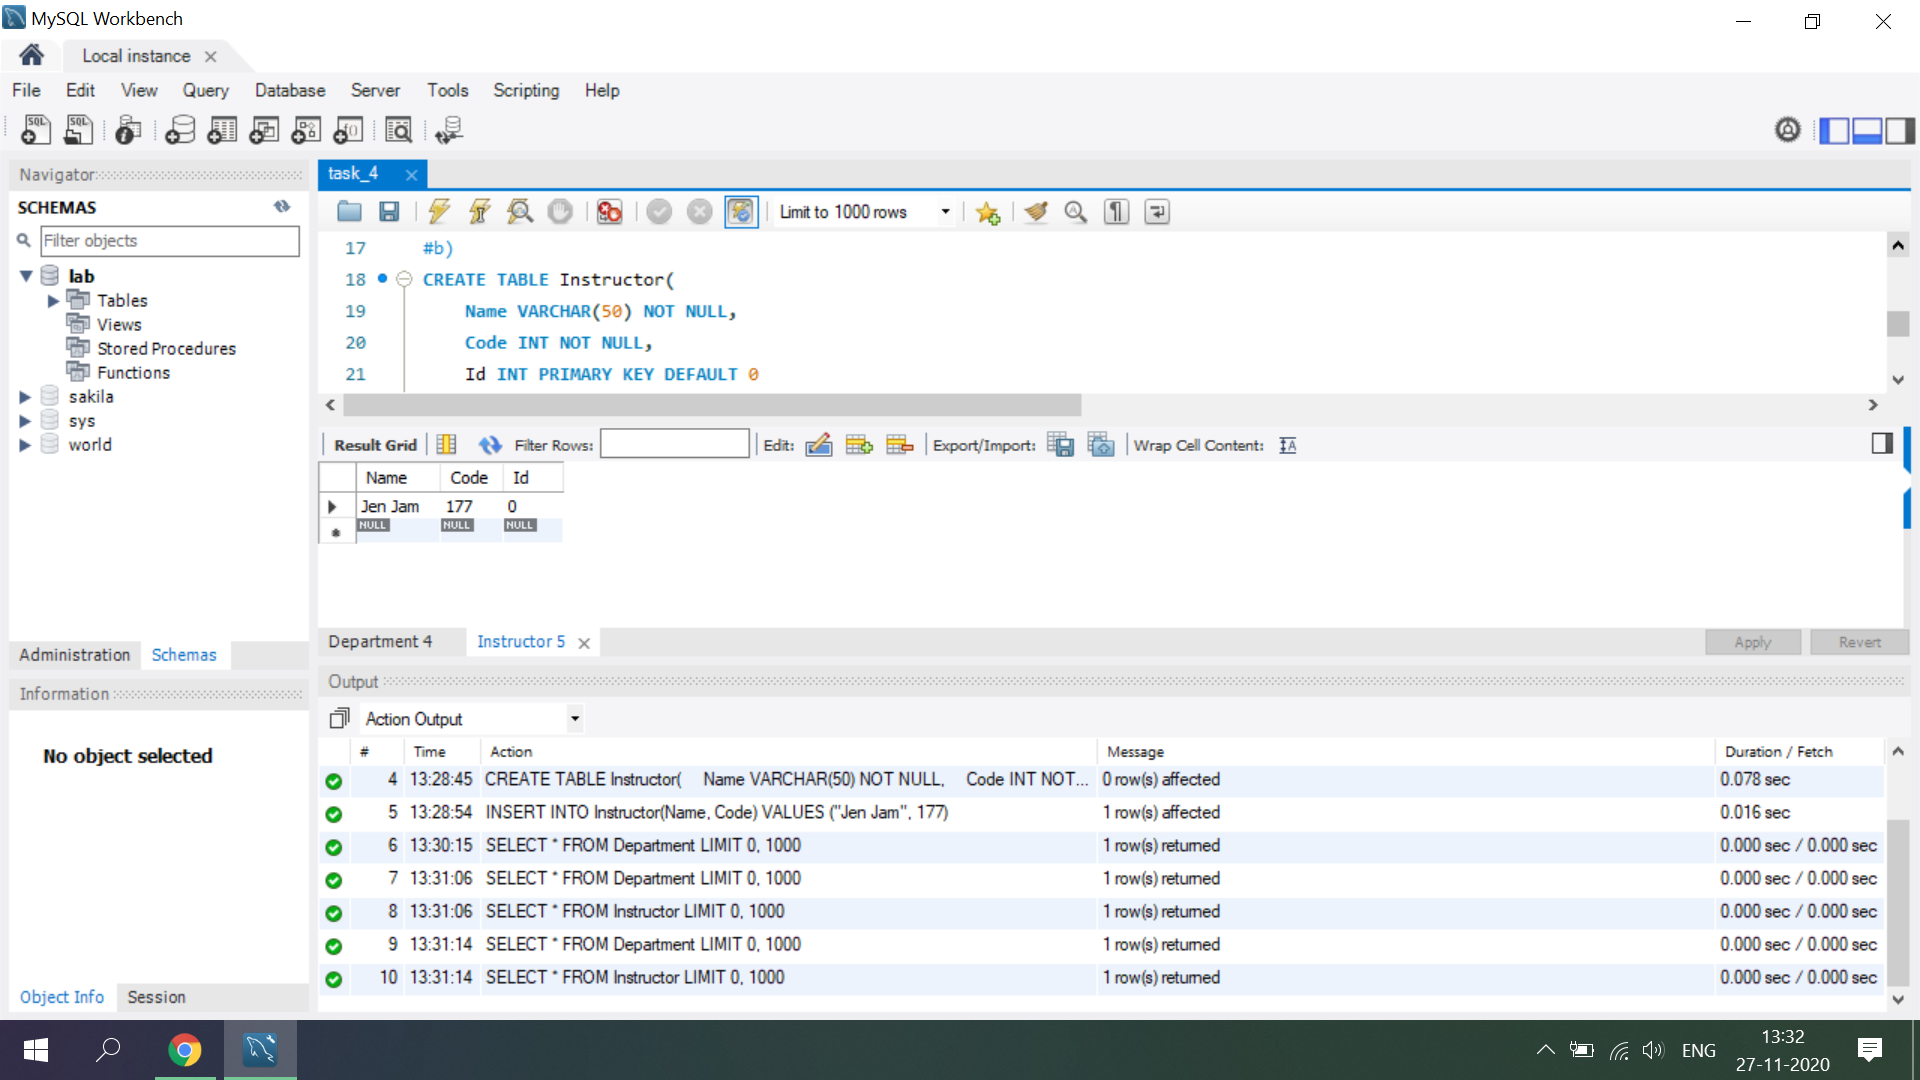 MySQL Workbench
Local instance
File Edit View Query Database Server Tools Scripting Help
Navigator
SCHEMAS
Filter objects
lab
Tables
Views
Stored Procedures
Functions
sakila
sys
world
Administration Schemas
Information
No object selected
Object Info Session
task_4
Limit to 1000 rows
17 #b)
18 CREATE TABLE Instructor(
19 Name VARCHAR(50) NOT NULL,
20 Code INT NOT NULL,
21 Id INT PRIMARY KEY DEFAULT 0
Result Grid Filter Rows: Edit: Export/Import: Wrap Cell Content:
Name Code Id
Jen Jam 177 0
NULL NULL NULL
Department 4 Instructor 5 Apply Revert
Output
Action Output
# Time Action Message Duration / Fetch
4 13:28:45 CREATE TABLE Instructor( Name VARCHAR(50) NOT NULL, Code INT NOT... 0 row(s) affected 0.078 sec
5 13:28:54 INSERT INTO Instructor(Name, Code) VALUES ("Jen Jam", 177) 1 row(s) affected 0.016 sec
6 13:30:15 SELECT * FROM Department LIMIT 0, 1000 1 row(s) returned 0.000 sec / 0.000 sec
7 13:31:06 SELECT * FROM Department LIMIT 0, 1000 1 row(s) returned 0.000 sec / 0.000 sec
8 13:31:06 SELECT * FROM Instructor LIMIT 0, 1000 1 row(s) returned 0.000 sec / 0.000 sec
9 13:31:14 SELECT * FROM Department LIMIT 0, 1000 1 row(s) returned 0.000 sec / 0.000 sec
10 13:31:14 SELECT * FROM Instructor LIMIT 0, 1000 1 row(s) returned 0.000 sec / 0.000 sec
ENG
13:32
27-11-2020